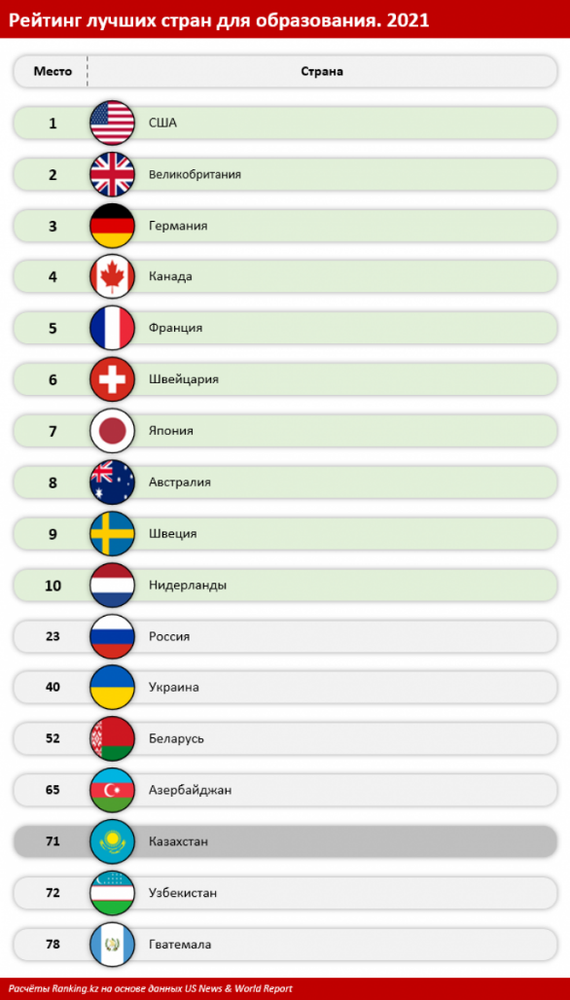 Рейтинг лучших стран для образования. 2021
Место Страна
1 США
2 Великобритания
3 Германия
4 Канада
5 Франция
6 Швейцария
7 Япония
8 Австралия
9 Швеция
10 Нидерланды
23 Россия
40 Украина
52 Беларусь
65 Азербайджан
71 Казахстан
72 Узбекистан
78 Гватемала
Расчёты Ranking.kz на основе данных US News & World Report